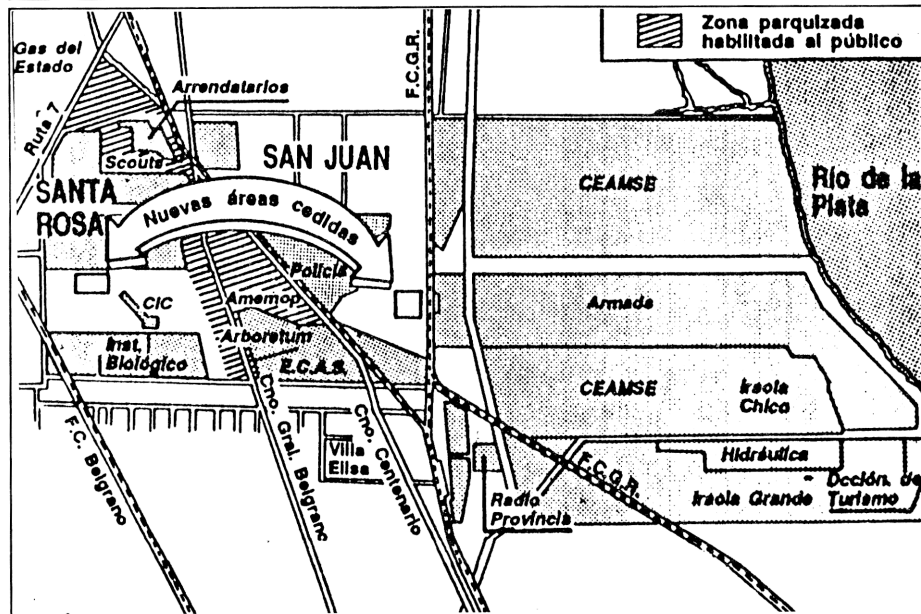 Zona parquizada
habilitada al público
Gas del
Estado
Arrendatarios
F.C.G.R.
Ruta 7
Scouts
SAN JUAN
CEAMSE
SANTA
ROSA
Río de la
Plata
Nuevas áreas cedidas
Policía
CIC
Amemop
Armada
Arboretum
Inst.
Biológico
E.C.A.S.
CEAMSE
Iraola
Chico
F.C. Belgrano
Cno. Gral. Belgrano
Cno. Centenario
Villa
Elisa
Hidráulica
F.C.G.R.
Radio
Província
Iraola Grande
Dcción. de
Turismo